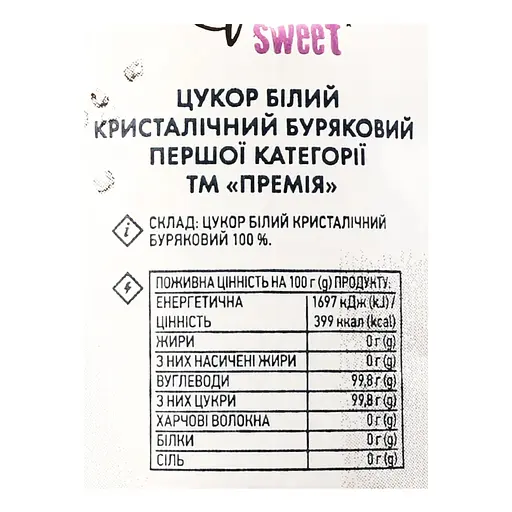 sweet
ЦУКОР БІЛИЙ
КРИСТАЛІЧНИЙ БУРЯКОВИЙ
ПЕРШОЇ КАТЕГОРІЇ
ТМ «ПРЕМІЯ»
СКЛАД: ЦУКОР БІЛИЙ КРИСТАЛІЧНИЙ
БУРЯКОВИЙ 100 %.
ПОЖИВНА ЦІННІСТЬ НА 100 г (g) ПРОДУКТУ:
ЕНЕРГЕТИЧНА 1697 кДж (kJ) /
ЦІННІСТЬ 399 ккал (kcal)
ЖИРИ 0 г (g)
З НИХ НАСИЧЕНІ ЖИРИ 0 г (g)
ВУГЛЕВОДИ 99,8 г (g)
З НИХ ЦУКРИ 99,8 г (g)
ХАРЧОВІ ВОЛОКНА 0 г (g)
БІЛКИ 0 г (g)
СІЛЬ 0 г (g)